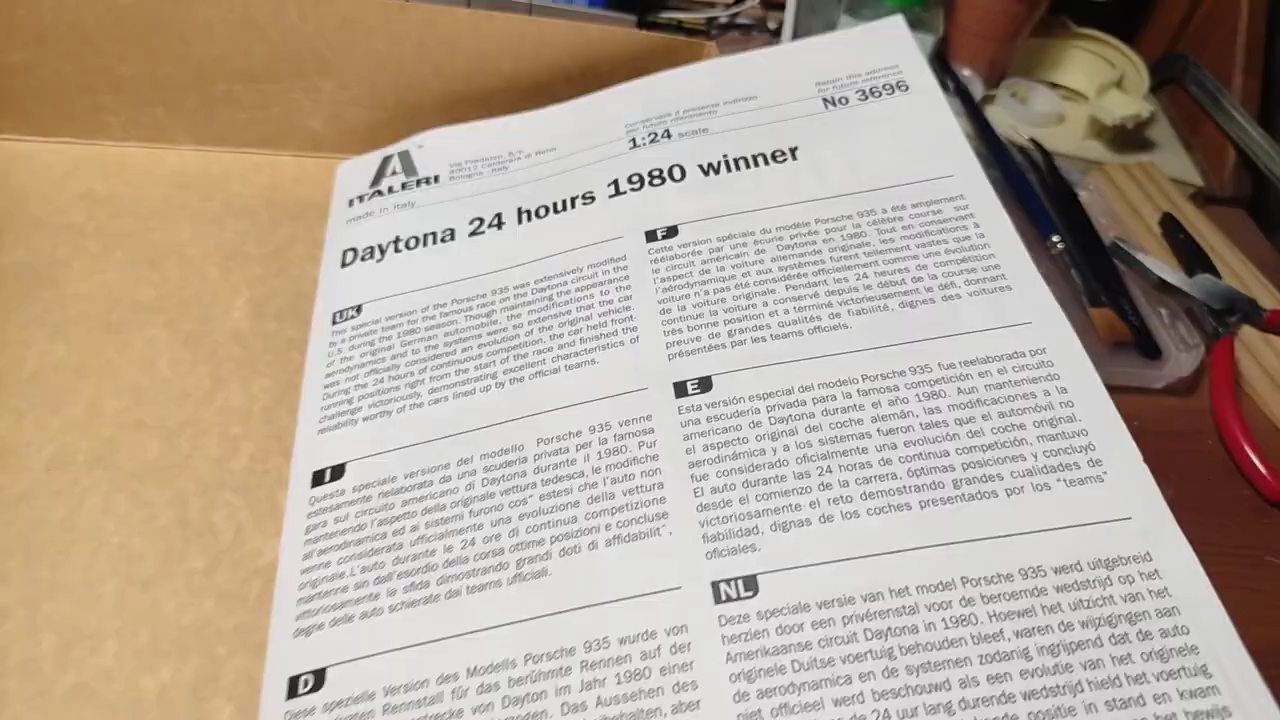 ITALERI
made in italy
Via Pradazzo, 6/b
40012 Calderara di Reno
Bologna - Italy
Conservare il presente indirizzo
per futuro riferimento
1:24 scale
Retain this address
for future reference
No 3696
Daytona 24 hours 1980 winner
UK
This special version of the Porsche 935 was extensively modified
by a private team for the famous race on the Daytona circuit in the
U.S. during the 1980 season. Though maintaining the appearance
of the original German automobile, the modifications to the
aerodynamics and to the systems were so extensive that the car
was not officially considered an evolution of the original vehicle.
During the 24 hours of continuous competition, the car held front-
running positions right from the start of the race and finished the
challenge victoriously, demonstrating excellent characteristics of
reliability worthy of the cars lined up by the official teams.
I
Questa speciale versione del modello Porsche 935 venne
estesamente rielaborata da una scuderia privata per la famosa
gara sul circuito americano di Daytona durante il 1980. Pur
mantenendo l'aspetto della originale vettura tedesca, le modifiche
all'aerodinamica ed ai sistemi furono cos" estesi che l'auto non
venne considerata ufficialmente una evoluzione della vettura
originale.L'auto durante le 24 ore di continua competizione
mantenne sin dall'esordio della corsa ottime posizioni e concluse
vittoriosamente la sfida dimostrando grandi doti di affidabilit´,
degne delle auto schierate dai teams ufficiali.
D
Diese spezielle Version des Modells Porsche 935 wurde von
Rennstall für das berühmte Rennen auf der
von Dayton im Jahr 1980 einer
Das Aussehen des
aber
F
Cette version spéciale du modèle Porsche 935 a été amplement
réélaborée par une écurie privée pour la célèbre course sur
le circuit américain de Daytona en 1980. Tout en conservant
l'aspect de la voiture allemande originale, les modifications à
l'aérodynamique et aux systèmes furent tellement vastes que la
voiture n'a pas été considérée officiellement comme une évolution
de la voiture originale. Pendant les 24 heures de compétition
continue la voiture a conservé depuis le début de la course une
très bonne position et a terminé victorieusement le défi, donnant
preuve de grandes qualités de fiabilité, dignes des voitures
présentées par les teams officiels.
E
Esta versión especial del modelo Porsche 935 fue reelaborada por
una escudería privada para la famosa competición en el circuito
americano de Daytona durante el año 1980. Aun manteniendo
el aspecto original del coche alemán, las modificaciones a la
aerodinámica y a los sistemas fueron tales que el automóvil no
fue considerado oficialmente una evolución del coche original.
El auto durante las 24 horas de continua competición, mantuvo
desde el comienzo de la carrera, óptimas posiciones y concluyó
victoriosamente el reto demostrando grandes cualidades de
fiabilidad, dignas de los coches presentados por los "teams"
oficiales.
NL
Deze speciale versie van het model Porsche 935 werd uitgebreid
herzien door een privérenstal voor de beroemde wedstrijd op het
Amerikaanse circuit Daytona in 1980. Hoewel het uitzicht van het
originele Duitse voertuig behouden bleef, waren de wijzigingen aan
de aerodynamica en de systemen zodanig ingrijpend dat de auto
niet officieel werd beschouwd als een evolutie van het originele
de 24 uur lang durende wedstrijd hield het voertuig
positie in stand en kwam